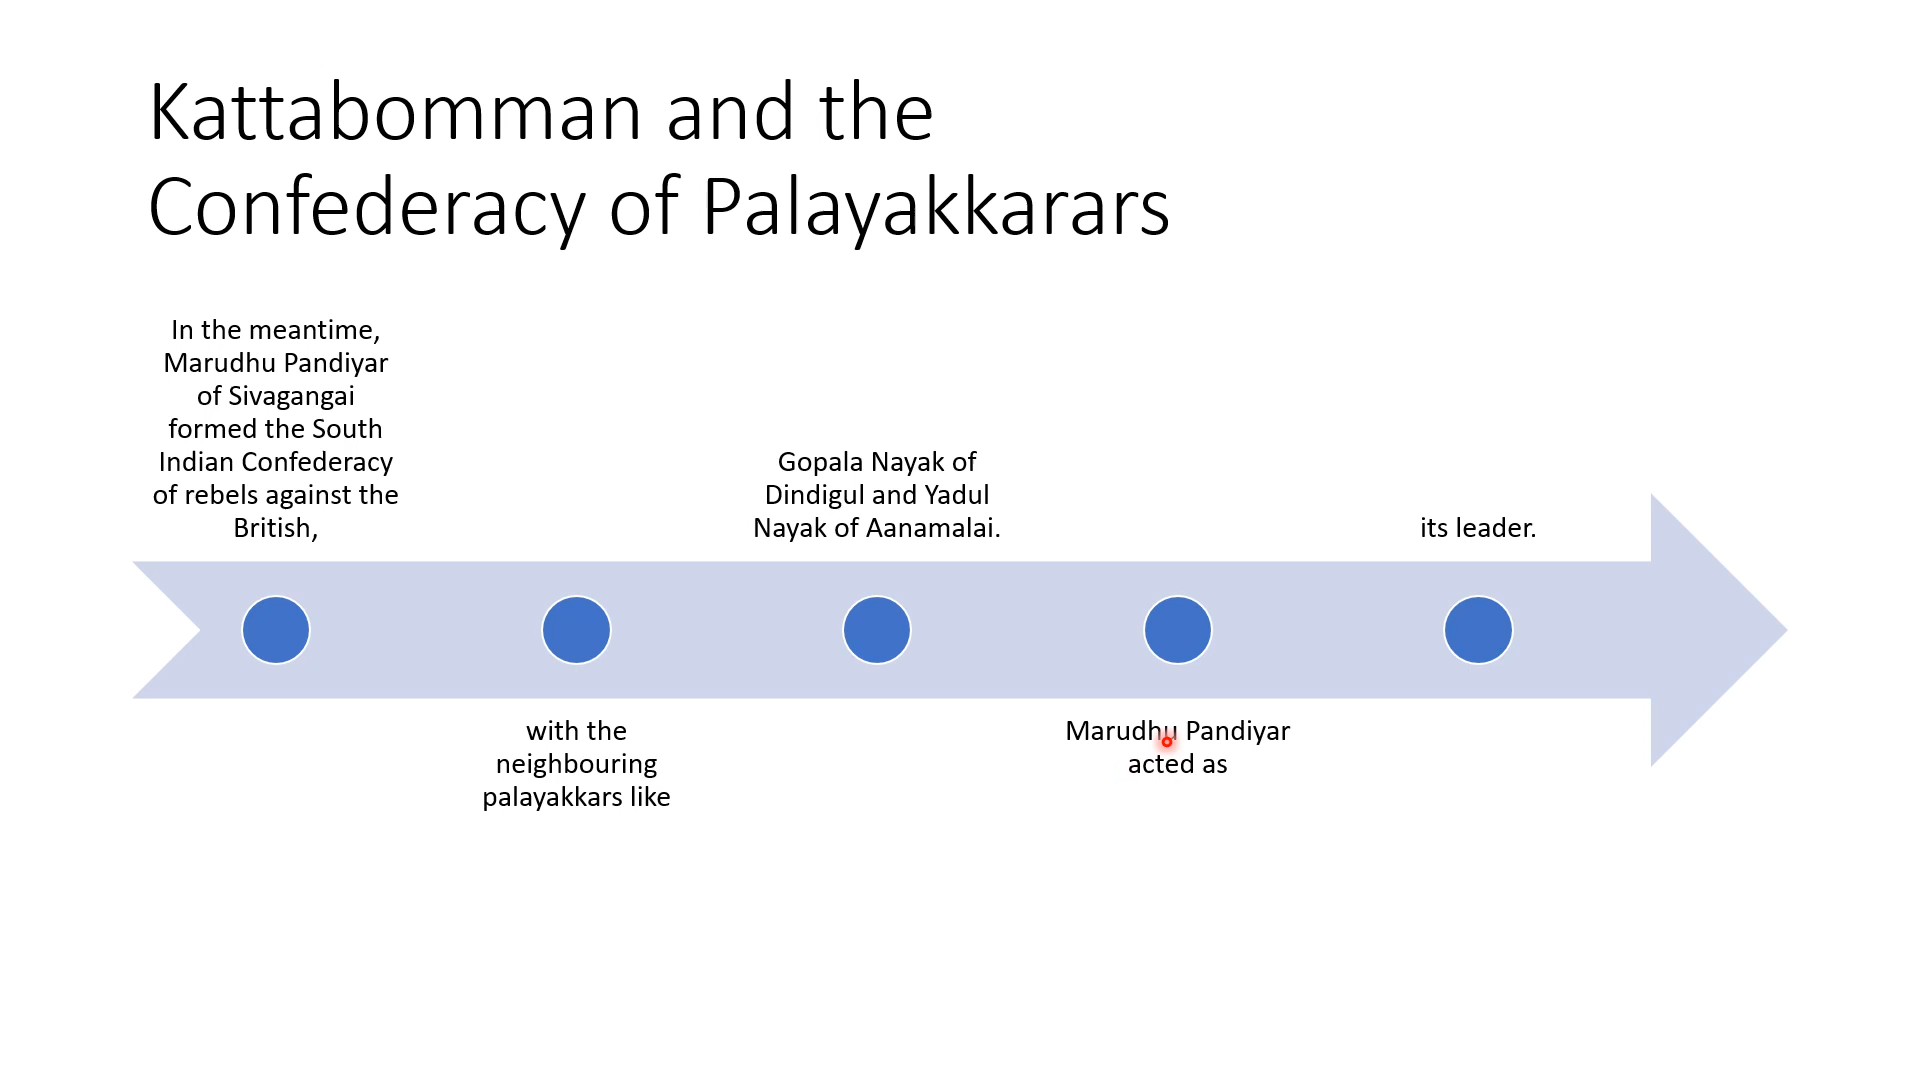 Kattabomman and the
Confederacy of Palayakkarars
In the meantime,
Marudhu Pandiyar
of Sivagangai
formed the South
Indian Confederacy
of rebels against the
British,
with the
neighbouring
palayakkars like
Gopala Nayak of
Dindigul and Yadul
Nayak of Aanamalai.
Marudhu Pandiyar
acted as
its leader.